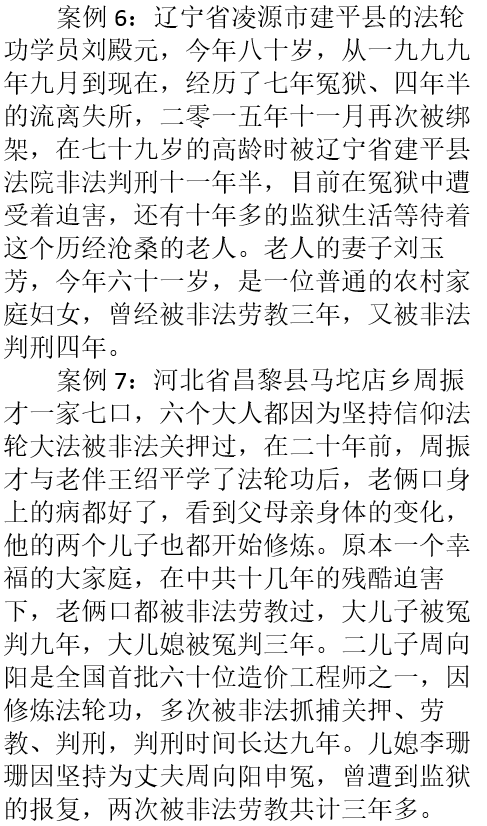 案例 6：辽宁省凌源市建平县的法轮
功学员刘殿元，今年八十岁，从一九九九
年九月到现在，经历了七年冤狱、四年半
的流离失所，二零一五年十一月再次被绑
架，在七十九岁的高龄时被辽宁省建平县
法院非法判刑十一年半，目前在冤狱中遭
受着迫害，还有十年多的监狱生活等待着
这个历经沧桑的老人。老人的妻子刘玉
芳，今年六十一岁，是一位普通的农村家
庭妇女，曾经被非法劳教三年，又被非法
判刑四年。
案例 7：河北省昌黎县马坨店乡周振
才一家七口，六个大人都因为坚持信仰法
轮大法被非法关押过，在二十年前，周振
才与老伴王绍平学了法轮功后，老俩口身
上的病都好了，看到父母亲身体的变化，
他的两个儿子也都开始修炼。原本一个幸
福的大家庭，在中共十几年的残酷迫害
下，老俩口都被非法劳教过，大儿子被冤
判九年，大儿媳被冤判三年。二儿子周向
阳是全国首批六十位造价工程师之一，因
修炼法轮功，多次被非法抓捕关押、劳
教、判刑，判刑时间长达九年。儿媳李珊
珊因坚持为丈夫周向阳申冤，曾遭到监狱
的报复，两次被非法劳教共计三年多。